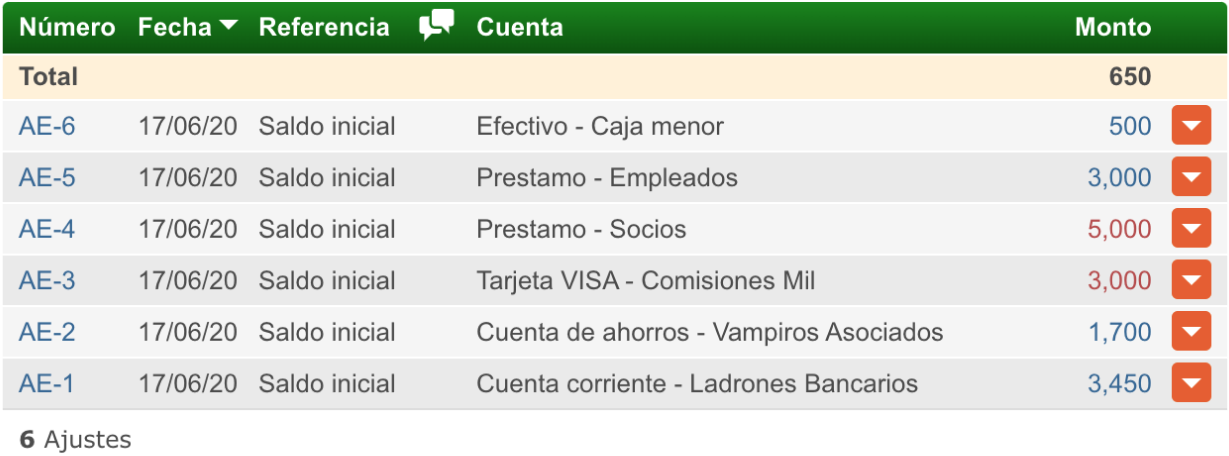 Número Fecha Referencia Cuenta Monto
Total 650
AE-6 17/06/20 Saldo inicial Efectivo - Caja menor 500
AE-5 17/06/20 Saldo inicial Prestamo - Empleados 3,000
AE-4 17/06/20 Saldo inicial Prestamo - Socios 5,000
AE-3 17/06/20 Saldo inicial Tarjeta VISA - Comisiones Mil 3,000
AE-2 17/06/20 Saldo inicial Cuenta de ahorros - Vampiros Asociados 1,700
AE-1 17/06/20 Saldo inicial Cuenta corriente - Ladrones Bancarios 3,450
6 Ajustes